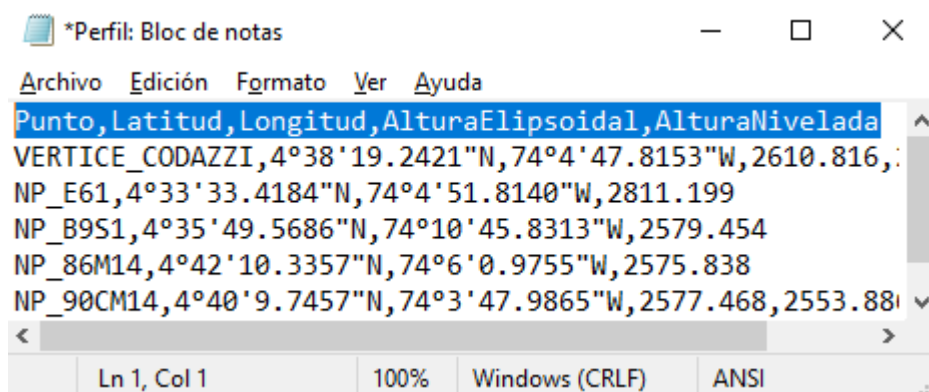 *Perfil: Bloc de notas
Archivo Edición Formato Ver Ayuda
Punto,Latitud,Longitud,AlturaElipsoidal,AlturaNivelada
VERTICE_CODAZZI,4°38'19.2421"N,74°4'47.8153"W,2610.816,
NP_E61,4°33'33.4184"N,74°4'51.8140"W,2811.199
NP_B9S1,4°35'49.5686"N,74°10'45.8313"W,2579.454
NP_86M14,4°42'10.3357"N,74°6'0.9755"W,2575.838
NP_90CM14,4°40'9.7457"N,74°3'47.9865"W,2577.468,2553.88
Ln 1, Col 1 100% Windows (CRLF) ANSI